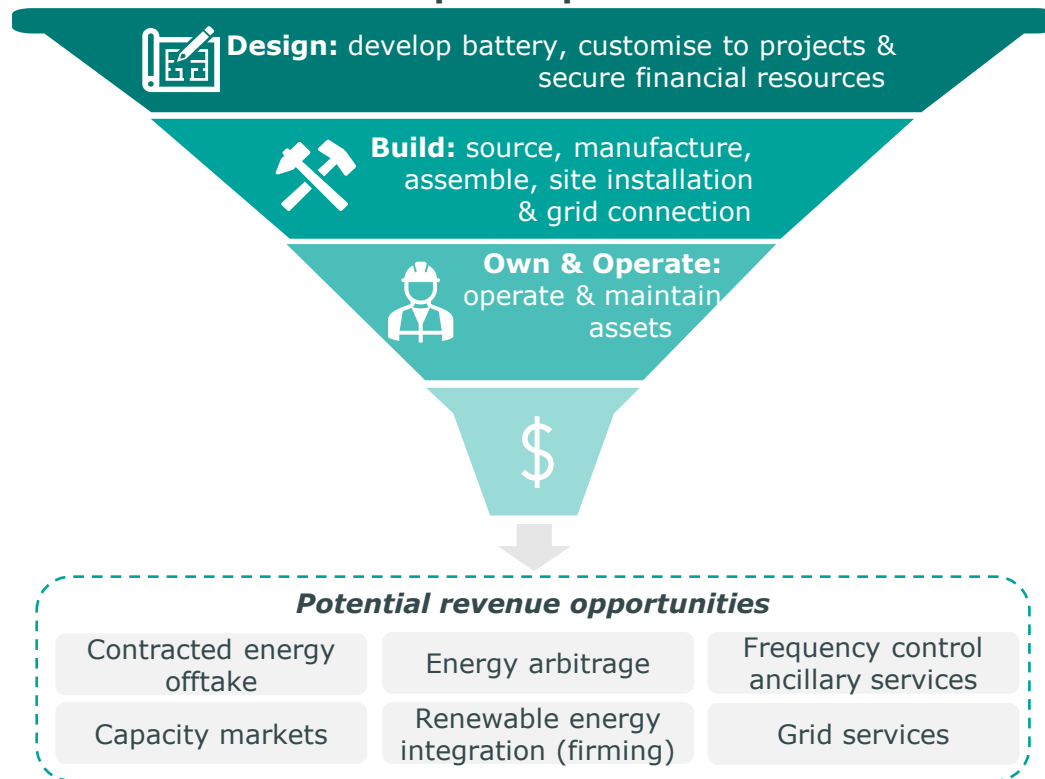 Design: develop battery, customise to projects &
secure financial resources
Build: source, manufacture,
assemble, site installation
& grid connection
Own & Operate:
operate & maintain
assets
$
Potential revenue opportunities
Contracted energy
offtake
Energy arbitrage
Frequency control
ancillary services
Capacity markets
Renewable energy
integration (firming)
Grid services